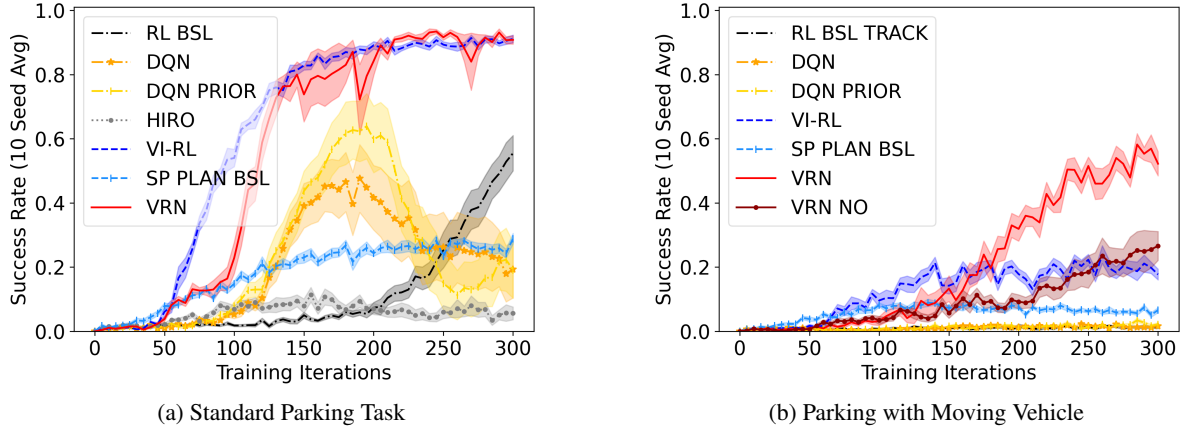 Success Rate (10 Seed Avg)
1.0
0.8
0.6
0.4
0.2
0.0
RL BSL
DQN
DQN PRIOR
HIRO
VI-RL
SP PLAN BSL
VRN
0 50 100 150 200 250 300
Training Iterations
(a) Standard Parking Task
Success Rate (10 Seed Avg)
1.0
0.8
0.6
0.4
0.2
0.0
RL BSL TRACK
DQN
DQN PRIOR
VI-RL
SP PLAN BSL
VRN
VRN NO
0 50 100 150 200 250 300
Training Iterations
(b) Parking with Moving Vehicle